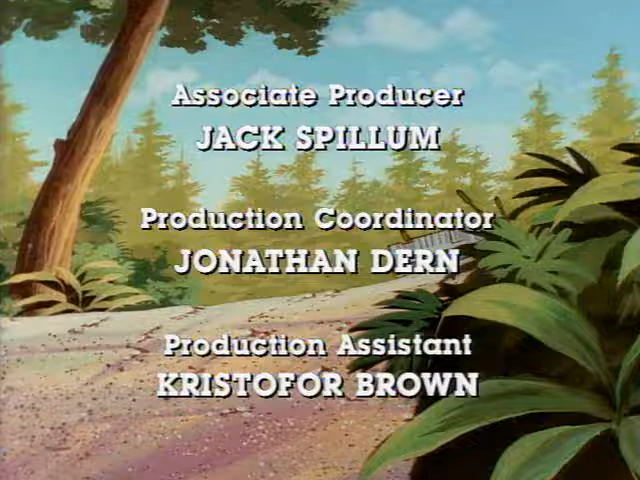 Associate Producer
JACK SPILLUM
Production Coordinator
JONATHAN DERN
Production Assistant
KRISTOFOR BROWN